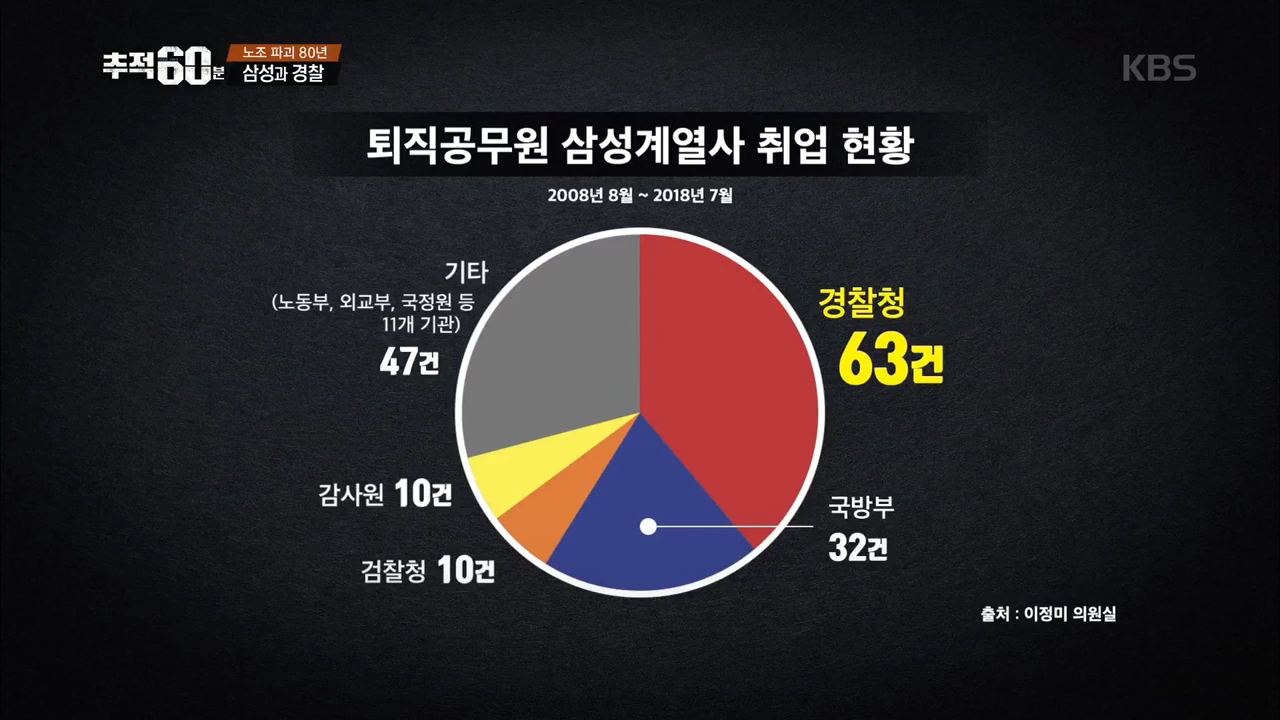 추적60분
노조 파괴 80년
삼성과 경찰
KBS
퇴직공무원 삼성계열사 취업 현황
2008년 8월 ~ 2018년 7월
기타
(노동부, 외교부, 국정원 등
11개 기관)
47건
경찰청
63건
감사원 10건
국방부
32건
검찰청 10건
출처 : 이정미 의원실